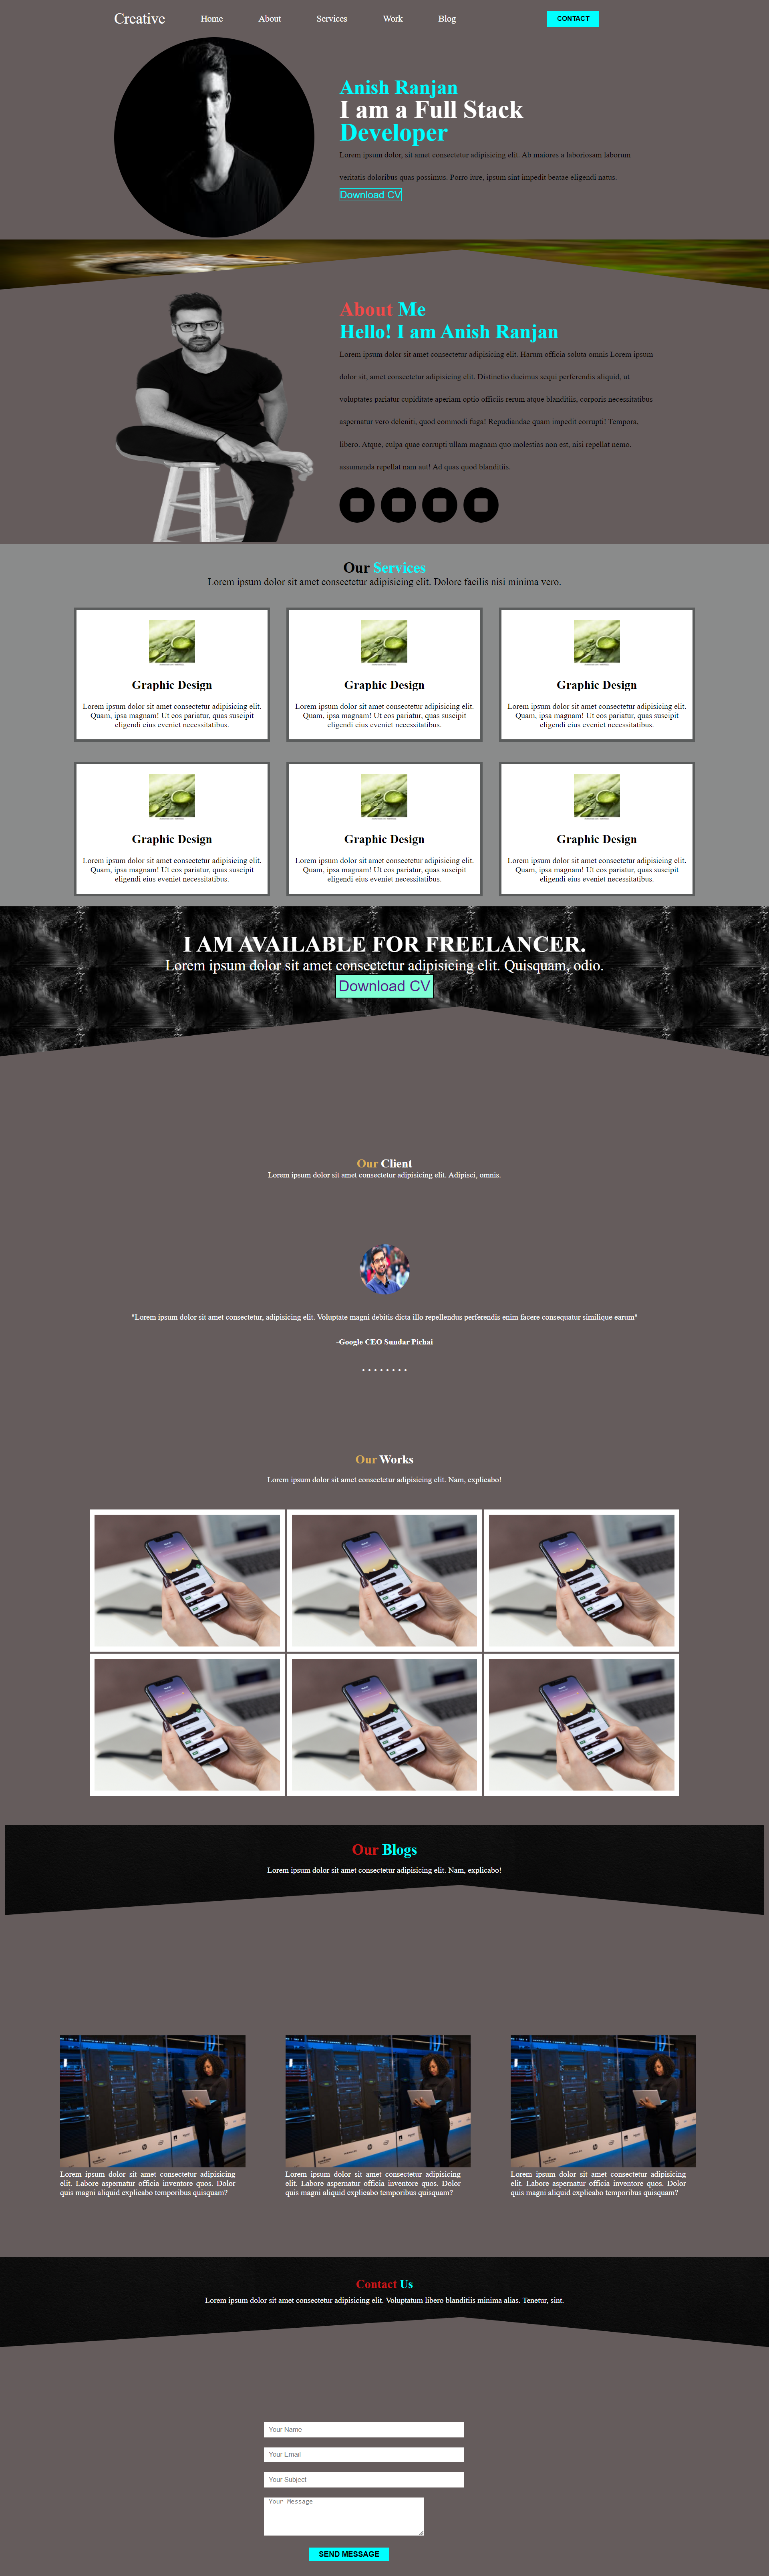 Creative Home About Services Work Blog CONTACT
Anish Ranjan
I am a Full Stack
Developer
Lorem ipsum dolor, sit amet consectetur adipisicing elit. Ab maiores a laboriosam laborum
veritatis doloribus quas possimus. Porro iure, ipsum sint impedit beatae eligendi natus.
Download CV
About Me
Hello! I am Anish Ranjan
Lorem ipsum dolor sit amet consectetur adipisicing elit. Harum officia soluta omnis Lorem ipsum
dolor sit, amet consectetur adipisicing elit. Distinctio ducimus sequi perferendis aliquid, ut
voluptates pariatur cupiditate aperiam optio officiis rerum atque blanditiis, corporis necessitatibus
aspernatur vero deleniti, quod commodi fuga! Repudiandae quam impedit corrupti! Tempora,
libero. Atque, culpa quae corrupti ullam magnam quo molestias non est, nisi repellat nemo.
assumenda repellat nam aut! Ad quas quod blanditiis.
Our Services
Lorem ipsum dolor sit amet consectetur adipisicing elit. Dolore facilis nisi minima vero.
Graphic Design
Lorem ipsum dolor sit amet consectetur adipisicing elit.
Quam, ipsa magnam! Ut eos pariatur, quas suscipit
eligendi eius eveniet necessitatibus.
Graphic Design
Lorem ipsum dolor sit amet consectetur adipisicing elit.
Quam, ipsa magnam! Ut eos pariatur, quas suscipit
eligendi eius eveniet necessitatibus.
Graphic Design
Lorem ipsum dolor sit amet consectetur adipisicing elit.
Quam, ipsa magnam! Ut eos pariatur, quas suscipit
eligendi eius eveniet necessitatibus.
Graphic Design
Lorem ipsum dolor sit amet consectetur adipisicing elit.
Quam, ipsa magnam! Ut eos pariatur, quas suscipit
eligendi eius eveniet necessitatibus.
Graphic Design
Lorem ipsum dolor sit amet consectetur adipisicing elit.
Quam, ipsa magnam! Ut eos pariatur, quas suscipit
eligendi eius eveniet necessitatibus.
Graphic Design
Lorem ipsum dolor sit amet consectetur adipisicing elit.
Quam, ipsa magnam! Ut eos pariatur, quas suscipit
eligendi eius eveniet necessitatibus.
I AM AVAILABLE FOR FREELANCER.
Lorem ipsum dolor sit amet consectetur adipisicing elit. Quisquam, odio.
Download CV
Our Client
Lorem ipsum dolor sit amet consectetur adipisicing elit. Adipisci, omnis.
"Lorem ipsum dolor sit amet consectetur, adipisicing elit. Voluptate magni debitis dicta illo repellendus perferendis enim facere consequatur similique earum"
-Google CEO Sundar Pichai
Our Works
Lorem ipsum dolor sit amet consectetur adipisicing elit. Nam, explicabo!
Our Blogs
Lorem ipsum dolor sit amet consectetur adipisicing elit. Nam, explicabo!
Lorem ipsum dolor sit amet consectetur adipisicing
elit. Labore aspernatur officia inventore quos. Dolor
quis magni aliquid explicabo temporibus quisquam?
Lorem ipsum dolor sit amet consectetur adipisicing
elit. Labore aspernatur officia inventore quos. Dolor
quis magni aliquid explicabo temporibus quisquam?
Lorem ipsum dolor sit amet consectetur adipisicing
elit. Labore aspernatur officia inventore quos. Dolor
quis magni aliquid explicabo temporibus quisquam?
Contact Us
Lorem ipsum dolor sit amet consectetur adipisicing elit. Voluptatum libero blanditiis minima alias. Tenetur, sint.
Your Name
Your Email
Your Subject
Your Message
SEND MESSAGE